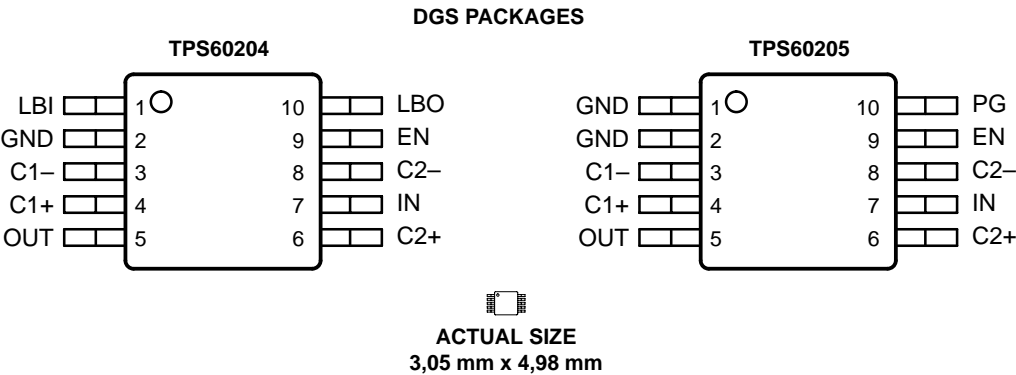 DGS PACKAGES
TPS60204
LBI 1 10 LBO
GND 2 9 EN
C1– 3 8 C2–
C1+ 4 7 IN
OUT 5 6 C2+
TPS60205
GND 1 10 PG
GND 2 9 EN
C1– 3 8 C2–
C1+ 4 7 IN
OUT 5 6 C2+
ACTUAL SIZE
3,05 mm x 4,98 mm